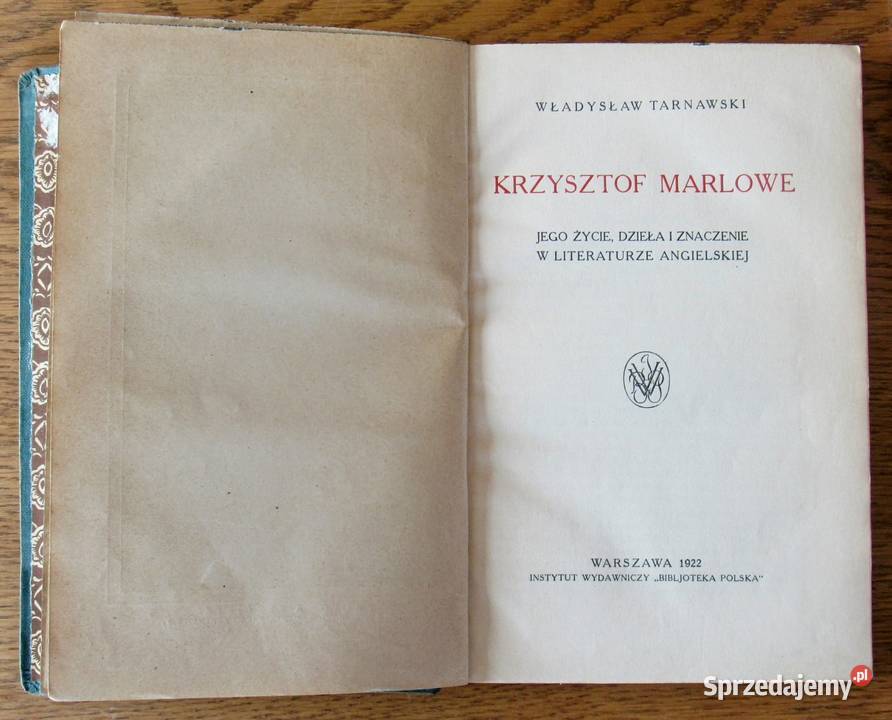 WŁADYSŁAW TARNAWSKI
KRZYSZTOF MARLOWE
JEGO ŻYCIE, DZIEŁA I ZNACZENIE
W LITERATURZE ANGIELSKIEJ
WARSZAWA 1922
INSTYTUT WYDAWNICZY „BIBLJOTEKA POLSKA"
Sprzedajemy.pl